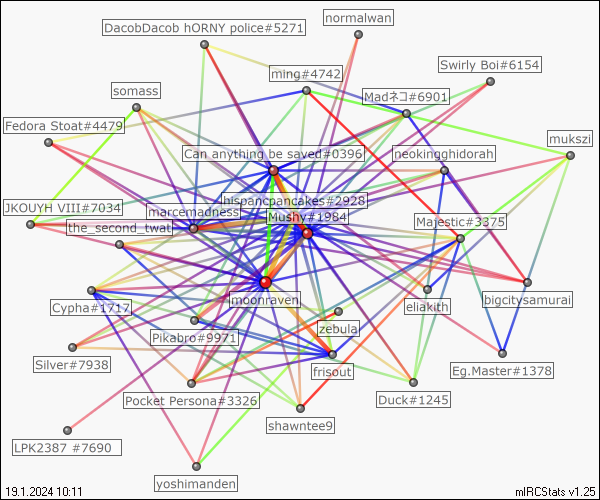 DacobDacob hORNY police#5271
normalwan
Swirly Boi#6154
ming#4742
somass
Madネコ#6901
Fedora Stoat#4479
mukszi
Can anything be saved#0396
neokingghidorah
hispancpancakes#2928
JKOUYH VIII#7034
marcemadness
Mushy#1984
the_second_twat
Majestic#3375
moonraven
bigcitysamurai
Cypha#1717
eliakith
zebula
Pikabro#9971
Silver#7938
frisout
Eg.Master#1378
Pocket Persona#3326
Duck#1245
shawntee9
LPK2387 #7690
yoshimanden
19.1.2024 10:11
mIRCStats v1.25